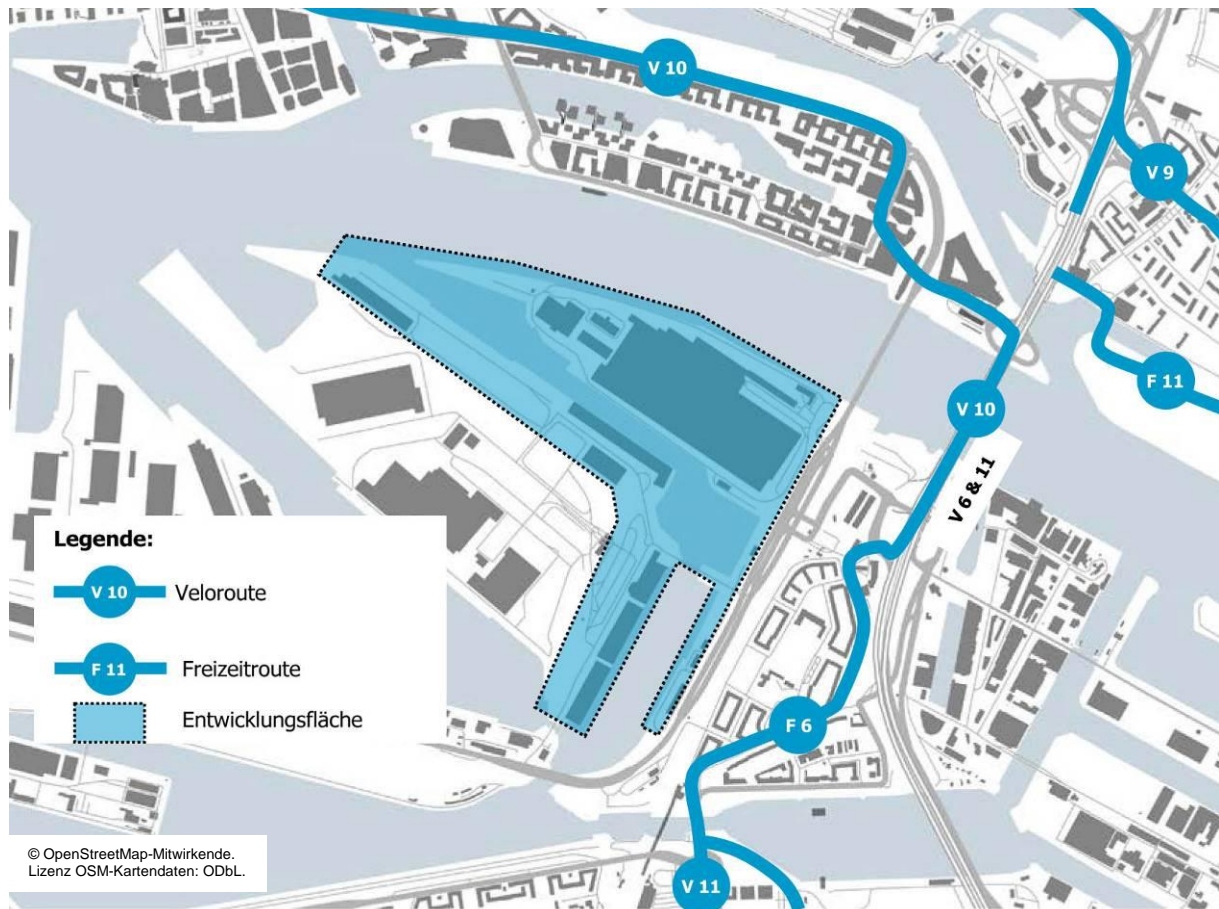 V 10
V 9
F 11
V 10
V 6 & 11
Legende:
V 10 Veloroute
F 11 Freizeitroute
Entwicklungsfläche
F 6
V 11
© OpenStreetMap-Mitwirkende.
Lizenz OSM-Kartendaten: ODbL.